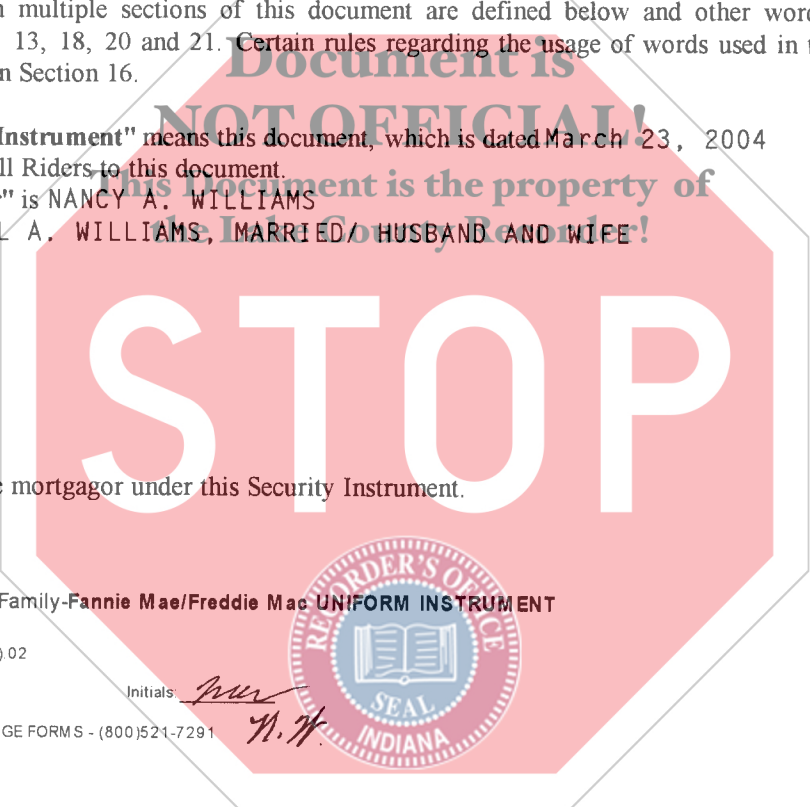 multiple sections of this document are defined below and other word
13, 18, 20 and 21. Certain rules regarding the usage of words used in t
n Section 16.
Document is
NOT OFFICIAL!
This Document is the property of
the Lake County Recorder!
Instrument" means this document, which is dated March 23, 2004
ll Riders to this document.
" is NANCY A. WILLIAMS
L A. WILLIAMS, MARRIED/ HUSBAND AND WIFE
STOP
e mortgagor under this Security Instrument.
Family-Fannie Mae/Freddie Mac UNIFORM INSTRUMENT
).02
RECORDER'S OFFICE
SEAL
INDIANA
Initials:
N.W.
GE FORMS - (800)521-7291